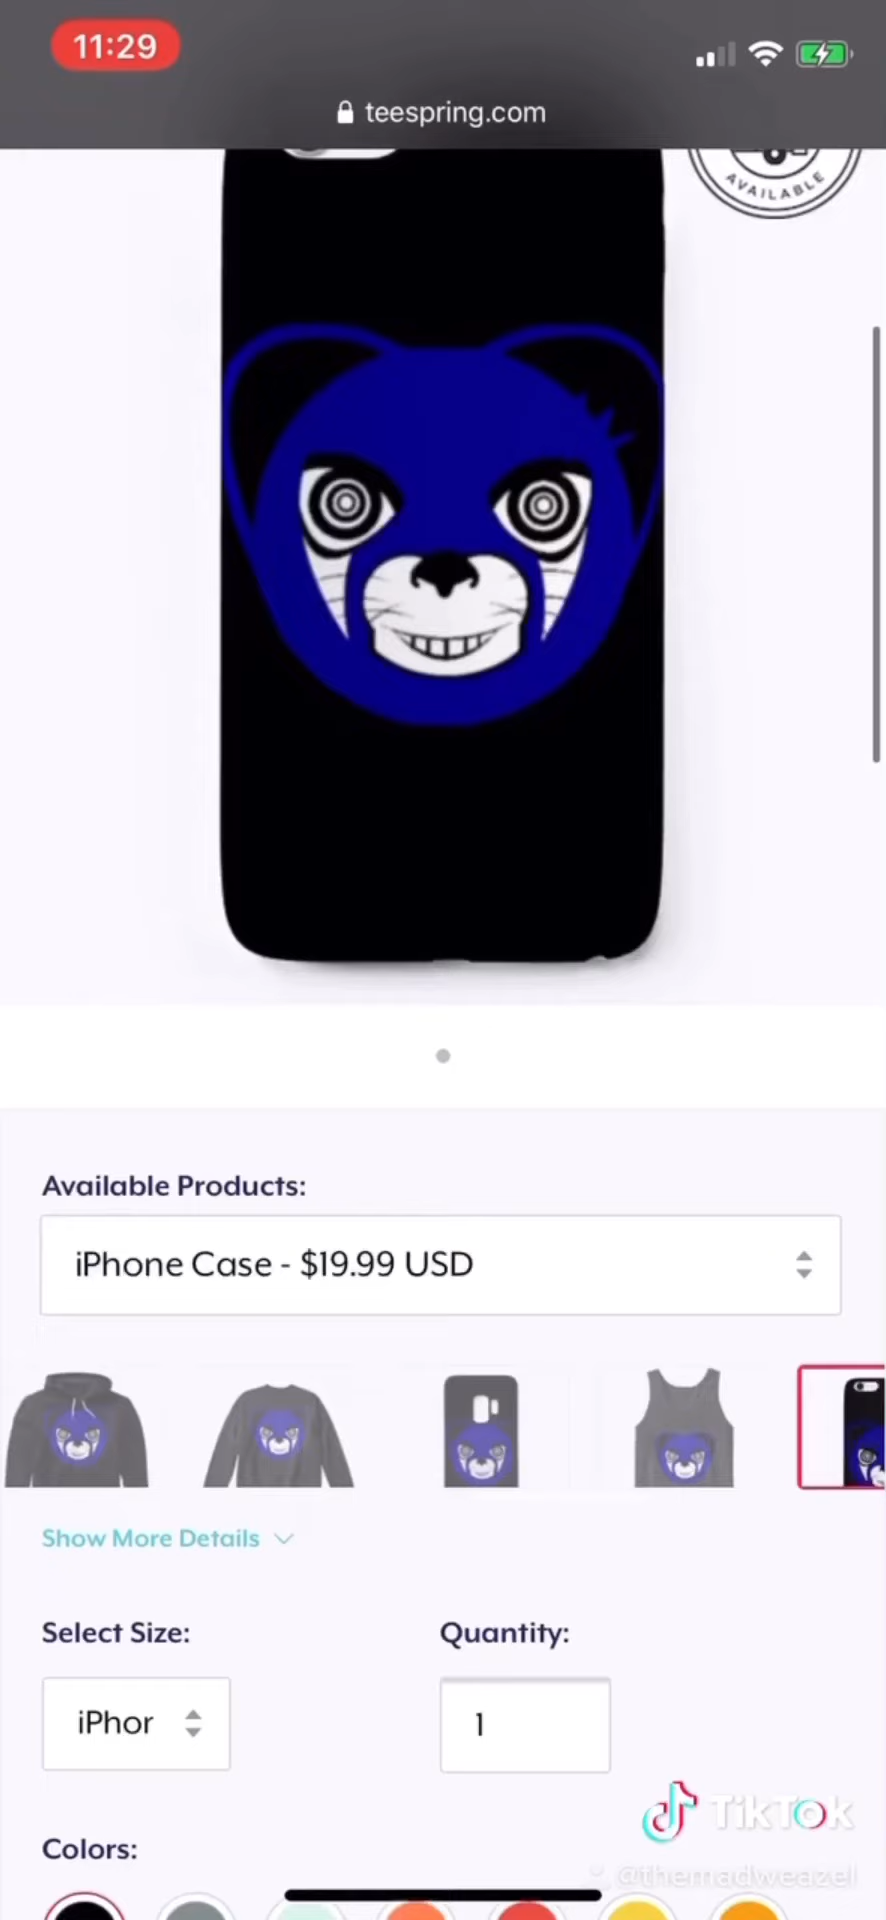 11:29
teespring.com
AVAILABLE
Available Products:
iPhone Case - $19.99 USD
Show More Details
Select Size:
Quantity:
iPhor
1
TikTok
Colors:
@themadweazel